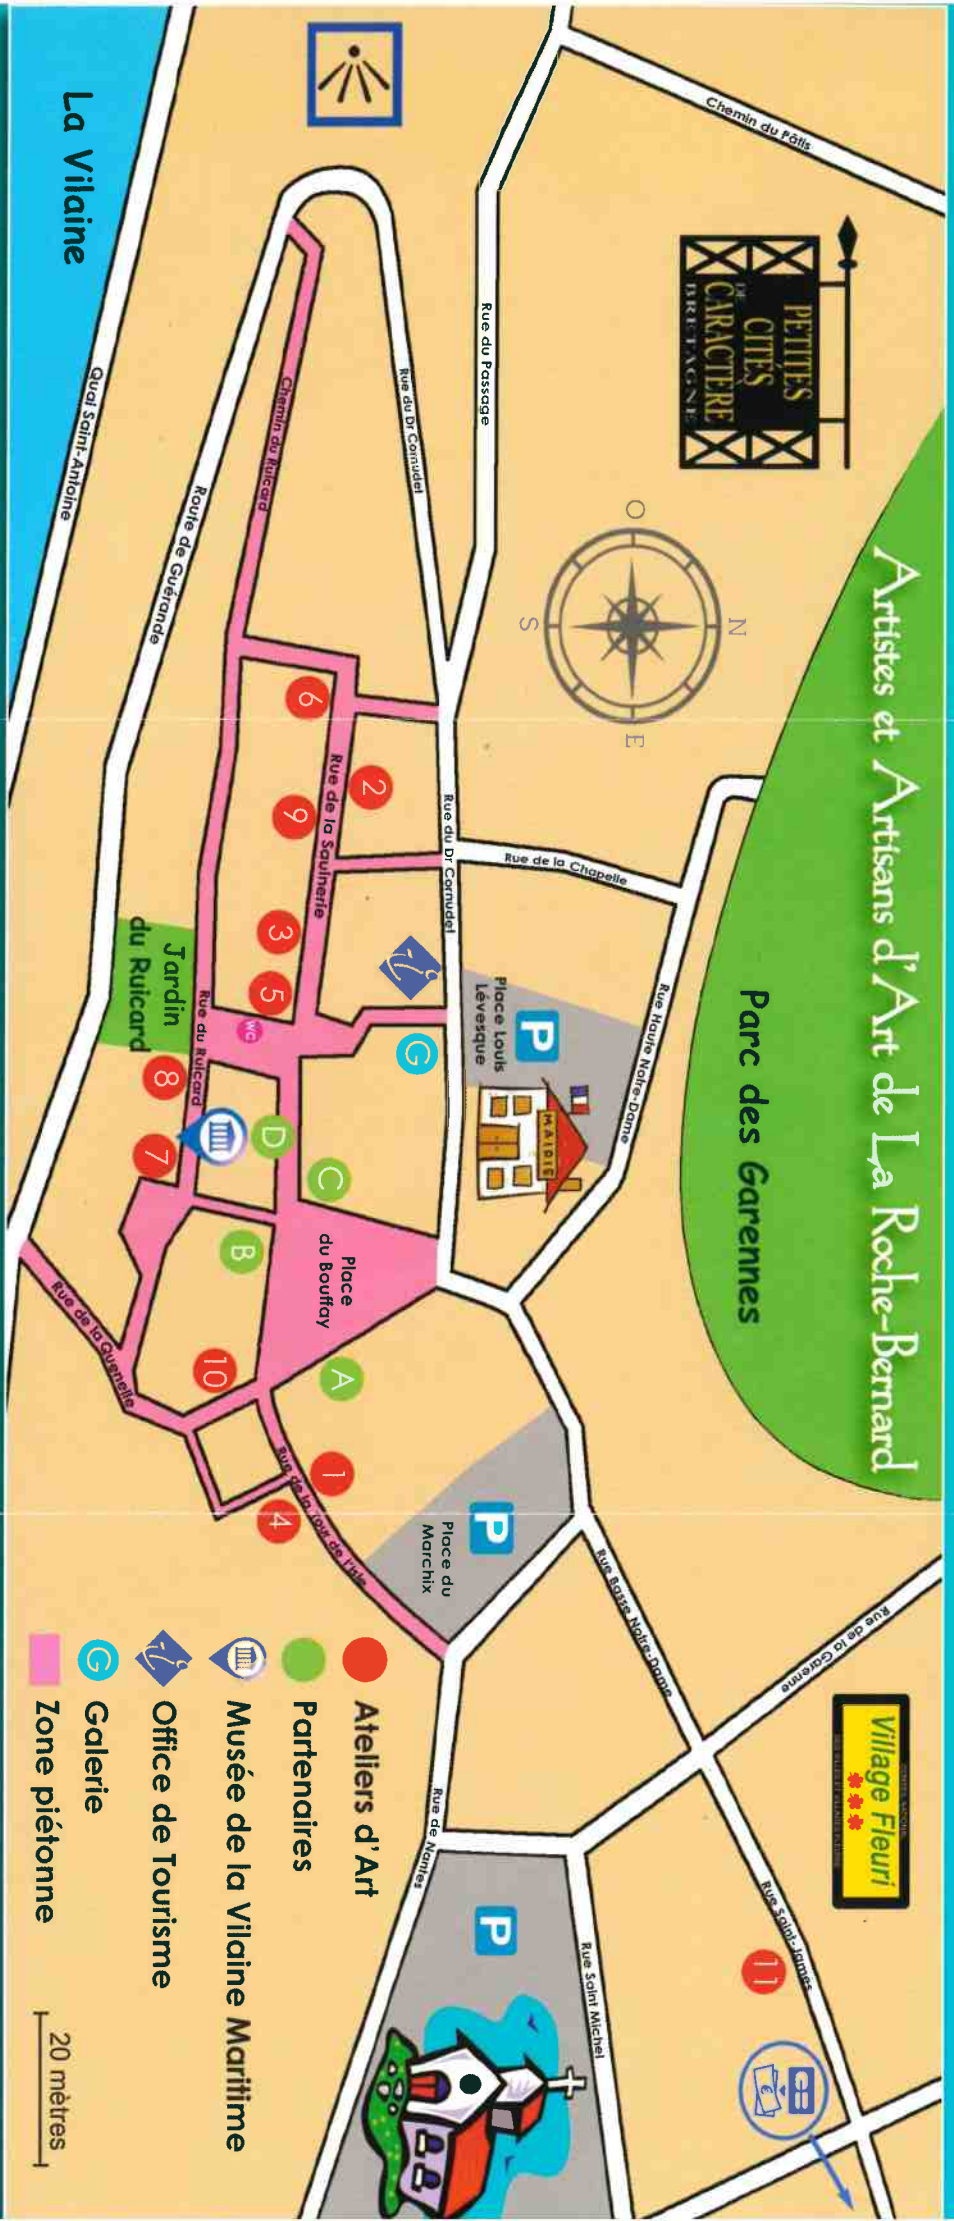 Artistes et Artisans d'Art de La Roche-Bernard
Parc des Garennes
PETITES
CITÉS
DE
CARACTÈRE
BRETAGNE
Chemin du Pâtis
Rue du Passage
N
O
E
S
Rue Haute Notre-Dame
Rue de la Chapelle
Place Louis
Lévesque
P
MAIRIE
Rue du Dr Cornudet
Rue du Dr Cornudet
G
Chemin du Ruicard
Route de Guérande
Quai Saint-Antoine
La Vilaine
Rue de la Saulnerie
6
2
9
3
5
WC
Jardin
du Ruicard
Rue du Ruicard
8
7
D
C
B
Place
du Bouffay
A
10
Rue de la Quenelle
1
4
Rue de la Tour de l'Isle
P
Place du
Marchix
Rue Basse Notre-Dame
Rue de la Garenne
Village Fleuri
Rue Saint-James
11
CB
€
Rue Saint Michel
P
Rue de Nantes
Ateliers d'Art
Partenaires
Musée de la Vilaine Maritime
Office de Tourisme
G Galerie
Zone piétonne
20 mètres